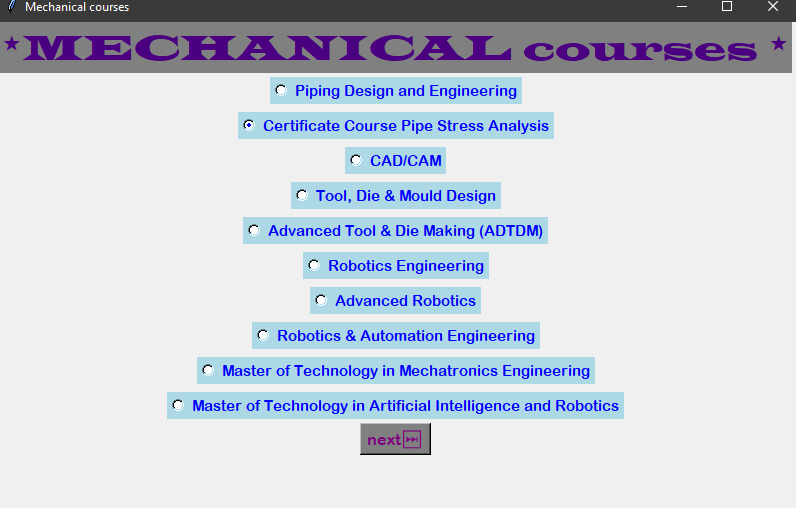 Mechanical courses
★MECHANICAL courses ★
Piping Design and Engineering
Certificate Course Pipe Stress Analysis
CAD/CAM
Tool, Die & Mould Design
Advanced Tool & Die Making (ADTDM)
Robotics Engineering
Advanced Robotics
Robotics & Automation Engineering
Master of Technology in Mechatronics Engineering
Master of Technology in Artificial Intelligence and Robotics
next⏭